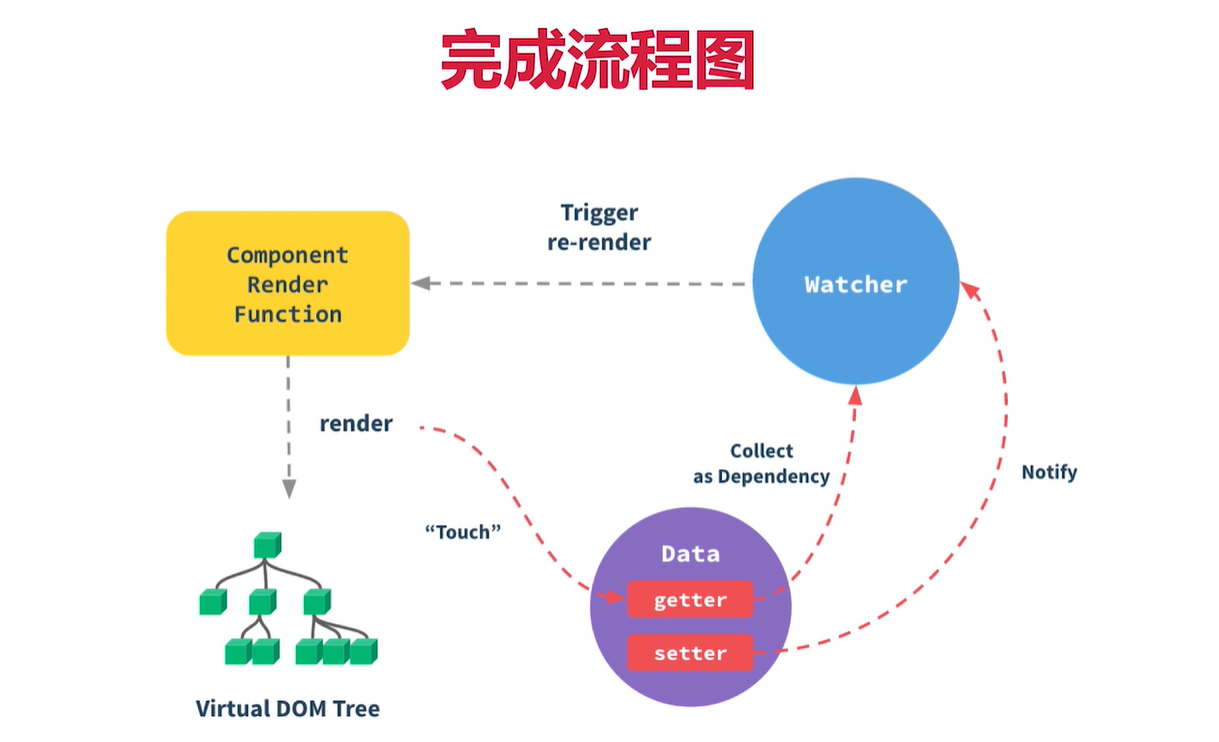 完成流程图
Trigger
re-render
Component
Render
Function
Watcher
render
Collect
as Dependency
Notify
“Touch”
Data
getter
setter
Virtual DOM Tree